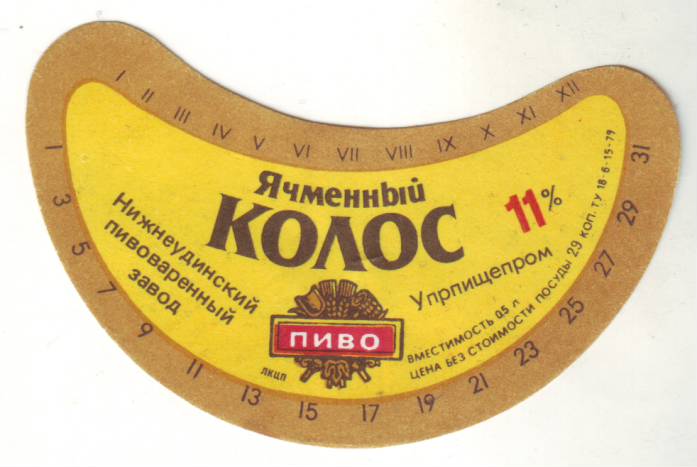 I II III IV V VI VII VIII IX X XI XII
Ячменный
КОЛОС
11%
Нижнеудинский
пивоваренный
завод
Упрпищепром
ПИВО
ЛКЦП
ВМЕСТИМОСТЬ 0,5 л
ЦЕНА БЕЗ СТОИМОСТИ ПОСУДЫ 29 КОП. ТУ 18-6-15-79
1 3 5 7 9 11 13 15 17 19 21 23 25 27 29 31